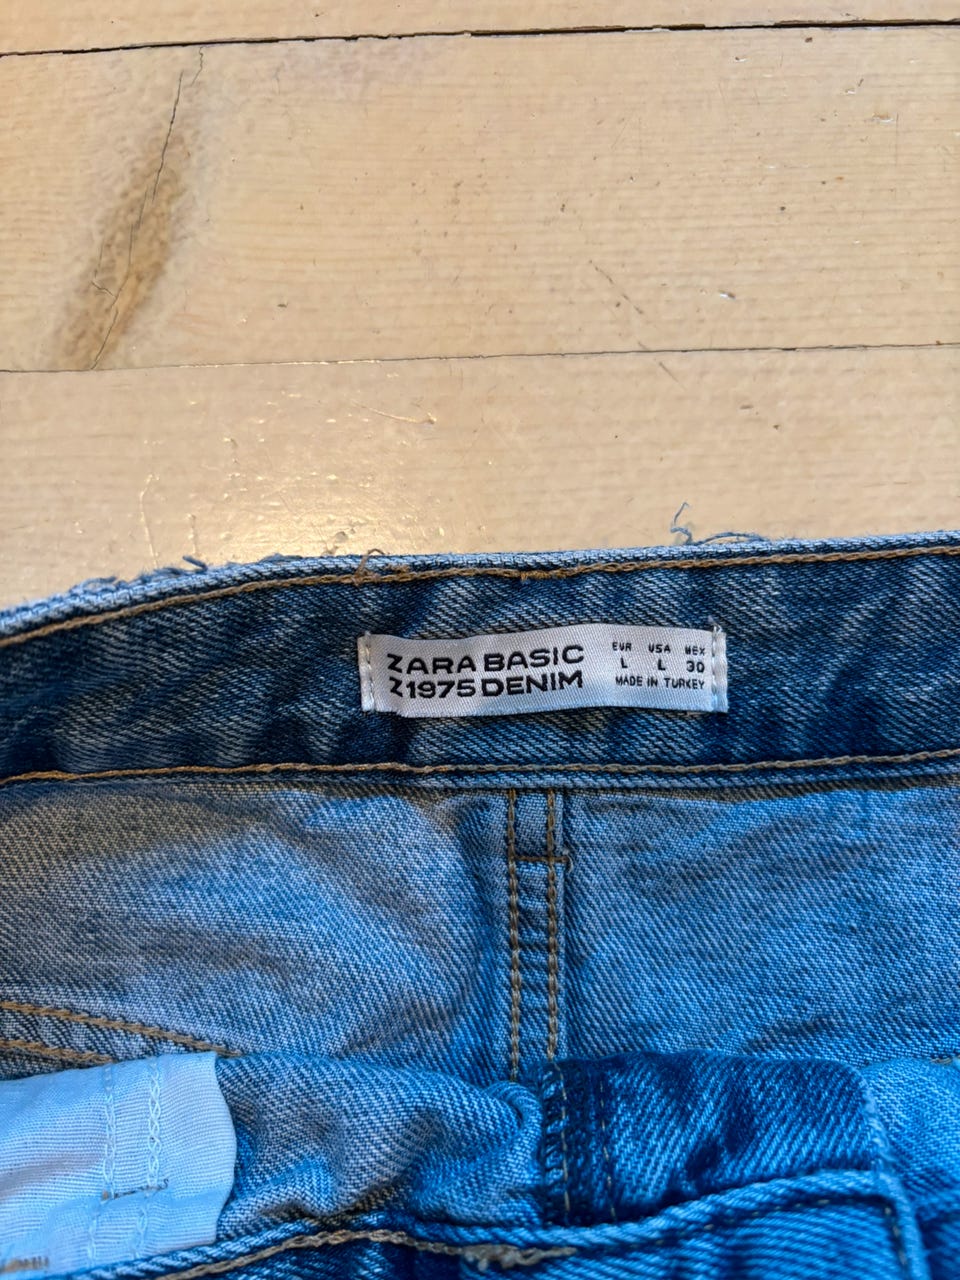 ZARA BASIC
Z1975 DENIM
EUR USA MEX
L L 30
MADE IN TURKEY